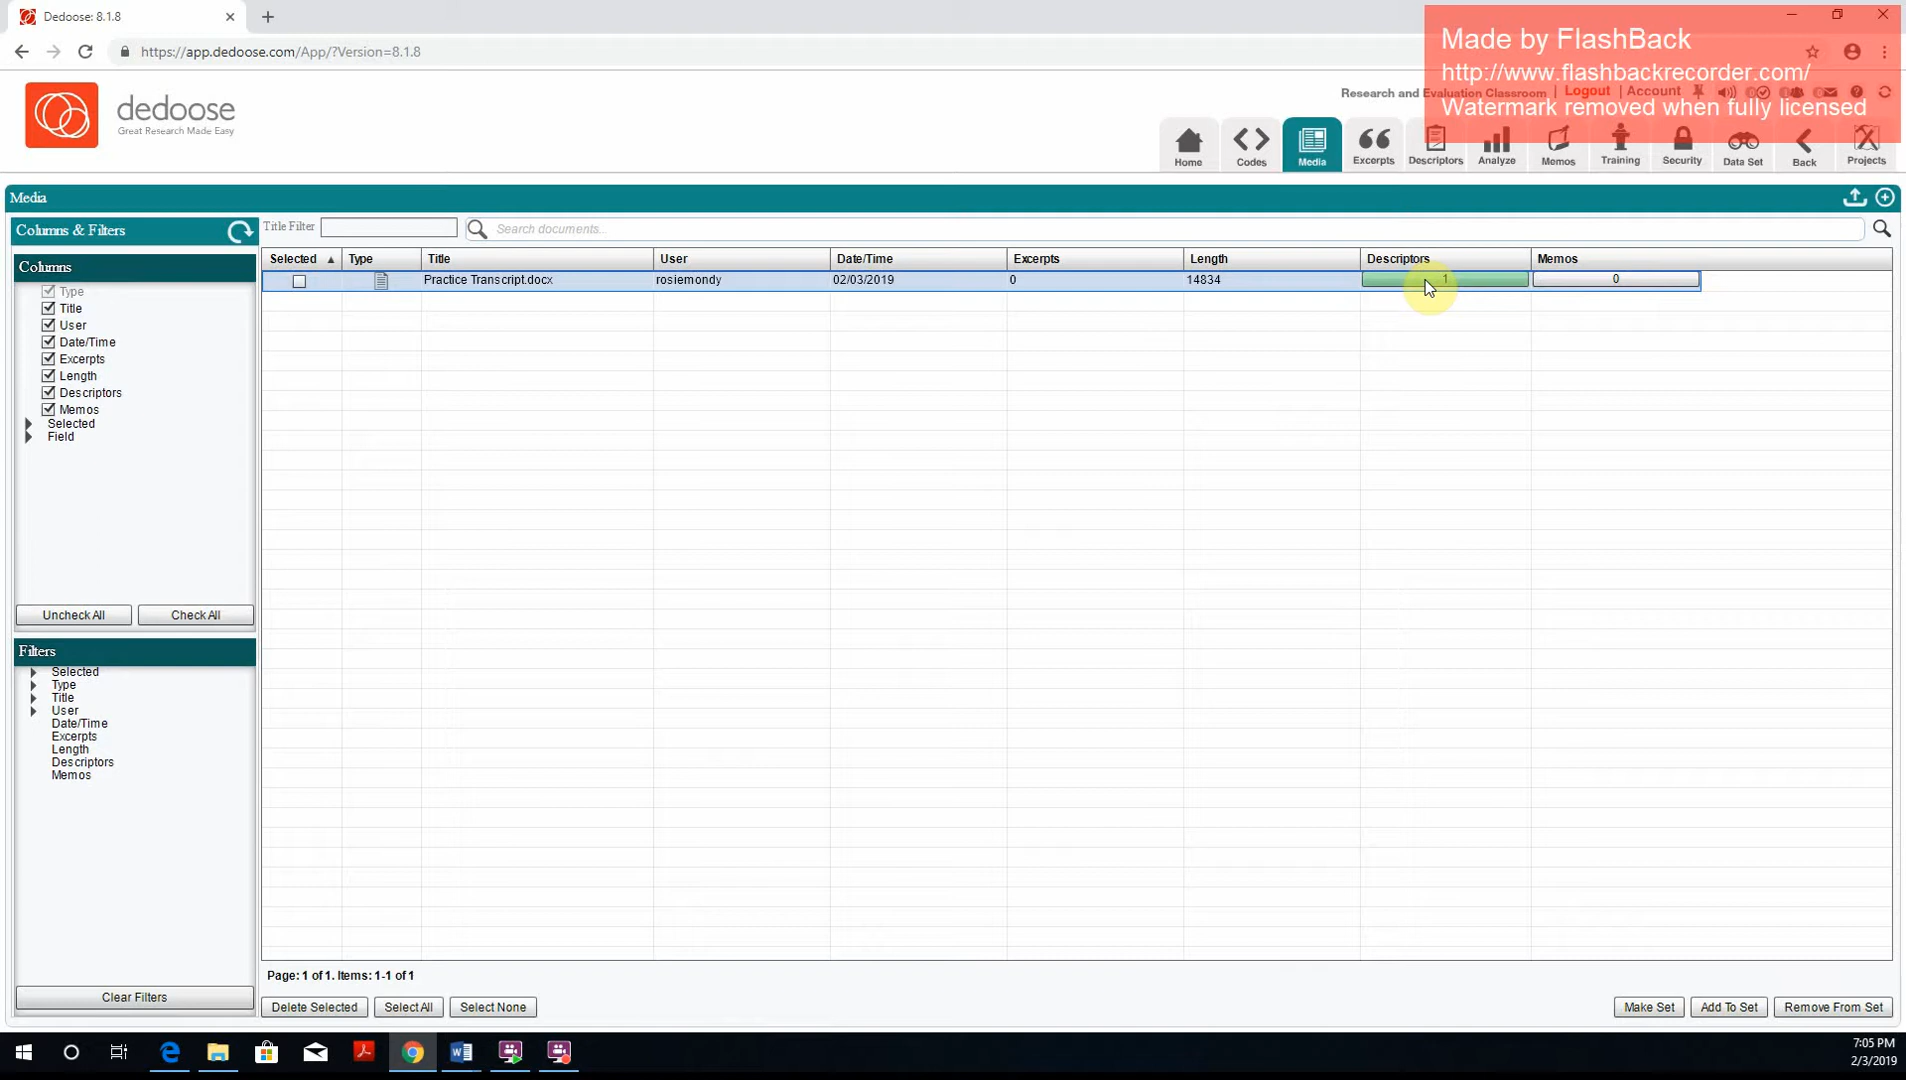 Dedoose: 8.1.8
https://app.dedoose.com/App/?Version=8.1.8
Made by FlashBack
http://www.flashbackrecorder.com/
Watermark removed when fully licensed
dedoose
Great Research Made Easy
Research and Evaluation Classroom Logout Account
Home Codes Media Excerpts Descriptors Analyze Memos Training Security Data Set Back Projects
Media
Columns & Filters
Title Filter Search documents...
Columns
Selected Type Title User Date/Time Excerpts Length Descriptors Memos
Practice Transcript.docx rosiemondy 02/03/2019 0 14834 1 0
Type
Title
User
Date/Time
Excerpts
Length
Descriptors
Memos
Selected
Field
Uncheck All Check All
Filters
Selected
Type
Title
User
Date/Time
Excerpts
Length
Descriptors
Memos
Clear Filters
Page: 1 of 1. Items: 1-1 of 1
Delete Selected Select All Select None Make Set Add To Set Remove From Set
7:05 PM
2/3/2019